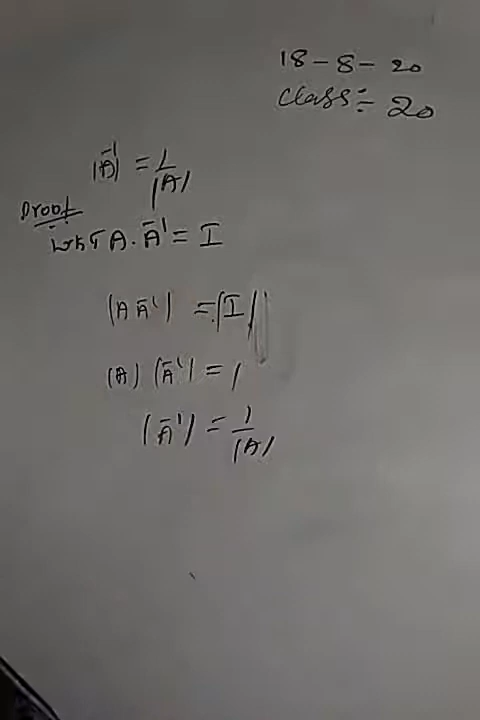 18-8-20
Class:- 20
|A⁻¹| = 1/|A|
Proof
WKT A.A⁻¹ = I
|A A⁻¹| = |I|
|A| |A⁻¹| = 1
|A⁻¹| = 1/|A|